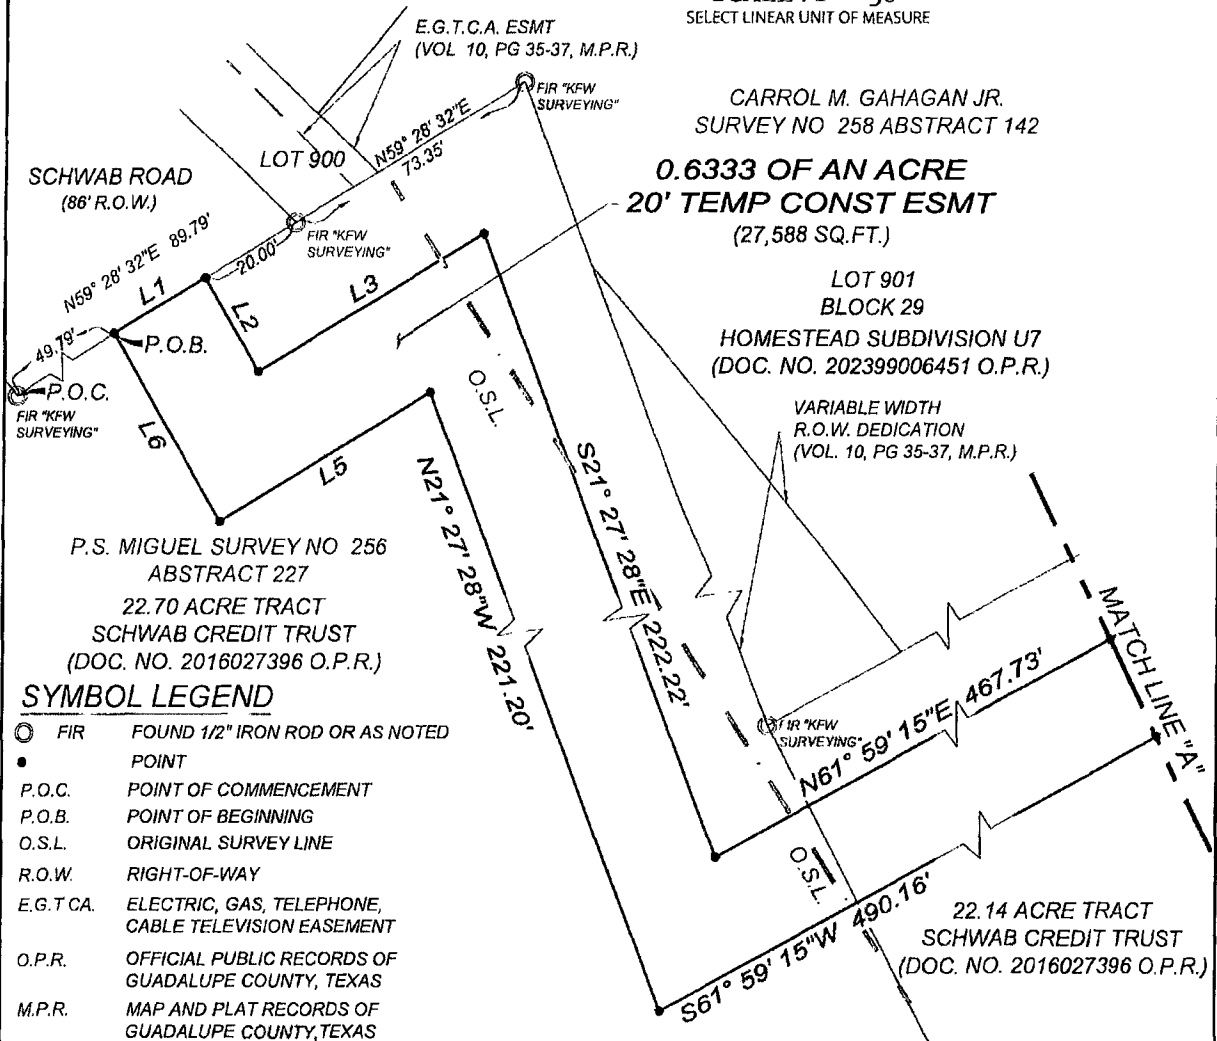 SELECT LINEAR UNIT OF MEASURE
E.G.T.C.A. ESMT
(VOL 10, PG 35-37, M.P.R.)
FIR "KFW
SURVEYING"
CARROL M. GAHAGAN JR.
SURVEY NO 258 ABSTRACT 142
N59° 28' 32"E
73.35'
LOT 900
SCHWAB ROAD
(86' R.O.W.)
0.6333 OF AN ACRE
20' TEMP CONST ESMT
(27,588 SQ.FT.)
N59° 28' 32"E 89.79'
FIR "KFW
SURVEYING"
20.00'
L1
L2
L3
LOT 901
BLOCK 29
HOMESTEAD SUBDIVISION U7
(DOC. NO. 202399006451 O.P.R.)
49.79'
P.O.B.
P.O.C.
FIR "KFW
SURVEYING"
O.S.L.
VARIABLE WIDTH
R.O.W. DEDICATION
(VOL. 10, PG 35-37, M.P.R.)
L6
L5
N21° 27' 28"W 221.20'
S21° 27' 28"E 222.22'
P.S. MIGUEL SURVEY NO 256
ABSTRACT 227
22.70 ACRE TRACT
SCHWAB CREDIT TRUST
(DOC. NO. 2016027396 O.P.R.)
MATCH LINE "A"
FIR "KFW
SURVEYING"
N61° 59' 15"E 467.73'
O.S.L.
S61° 59' 15"W 490.16'
22.14 ACRE TRACT
SCHWAB CREDIT TRUST
(DOC. NO. 2016027396 O.P.R.)
SYMBOL LEGEND
FIR FOUND 1/2" IRON ROD OR AS NOTED
POINT
P.O.C. POINT OF COMMENCEMENT
P.O.B. POINT OF BEGINNING
O.S.L. ORIGINAL SURVEY LINE
R.O.W. RIGHT-OF-WAY
E.G.T CA. ELECTRIC, GAS, TELEPHONE,
CABLE TELEVISION EASEMENT
O.P.R. OFFICIAL PUBLIC RECORDS OF
GUADALUPE COUNTY, TEXAS
M.P.R. MAP AND PLAT RECORDS OF
GUADALUPE COUNTY, TEXAS